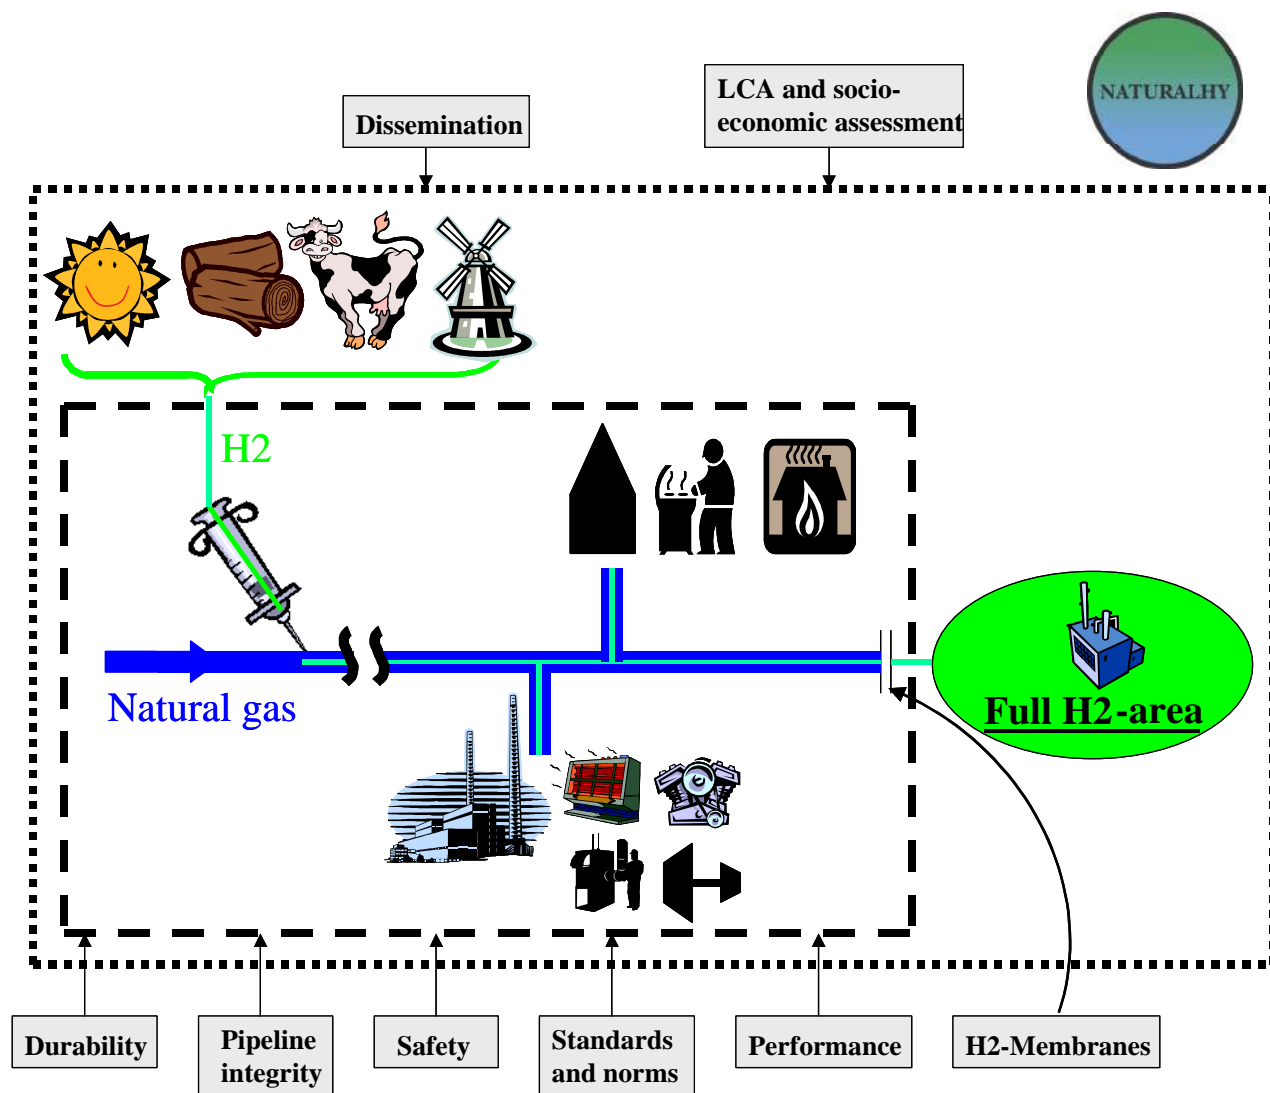 NATURALHY
LCA and socio-
economic assessment
Dissemination
H2
Natural gas
Full H2-area
Durability
Pipeline
integrity
Safety
Standards
and norms
Performance
H2-Membranes